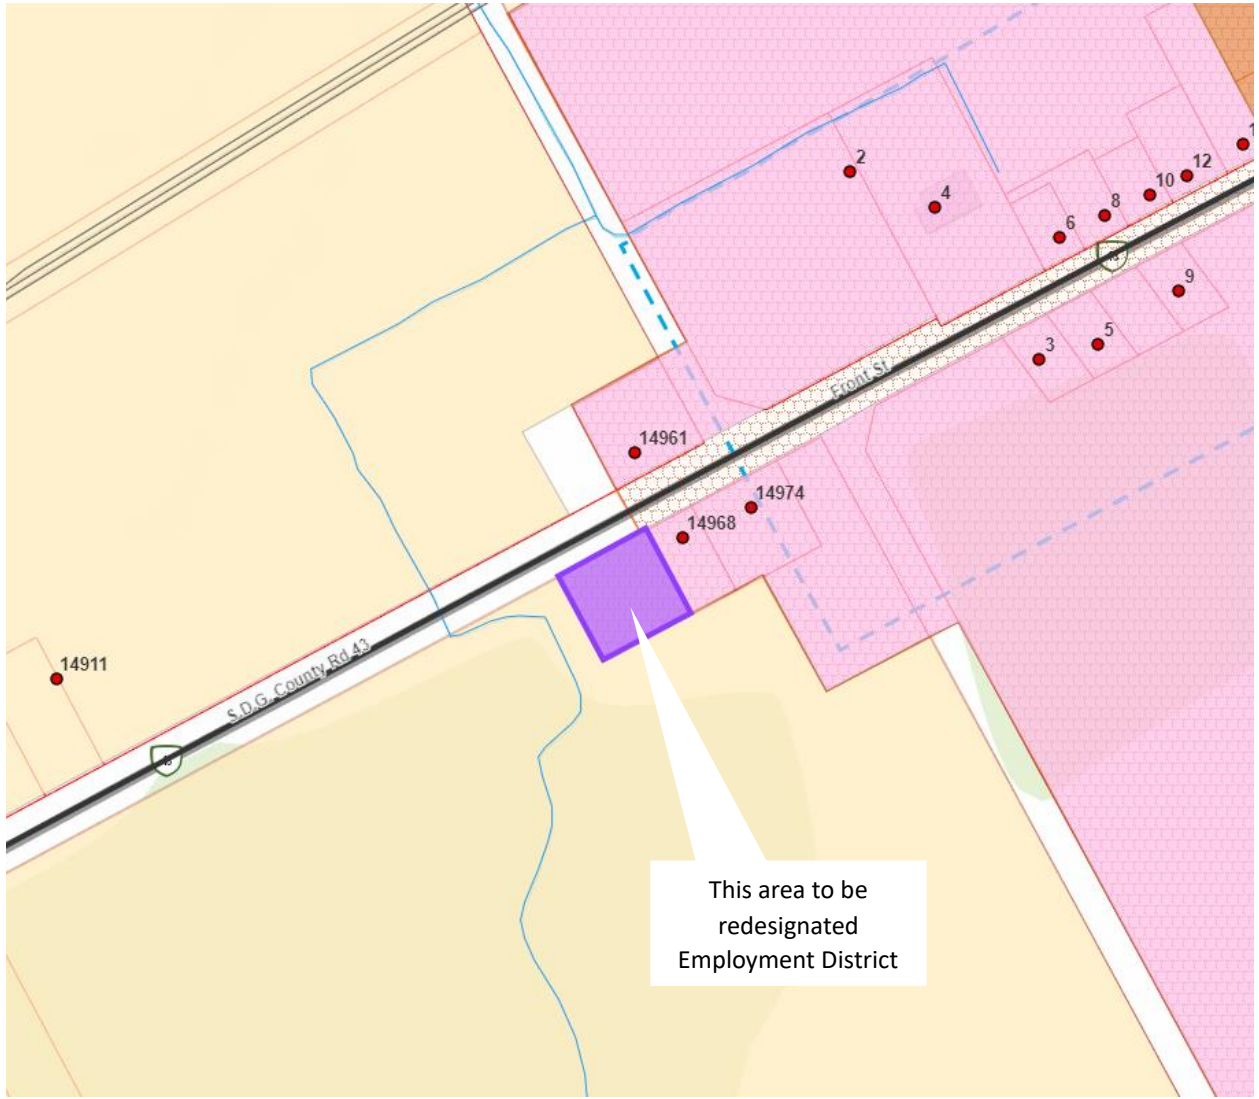 2
4
12
10
8
6
9
5
3
Front St
14961
14974
14968
14911
S.D.G. County Rd 43
This area to be
redesignated
Employment District